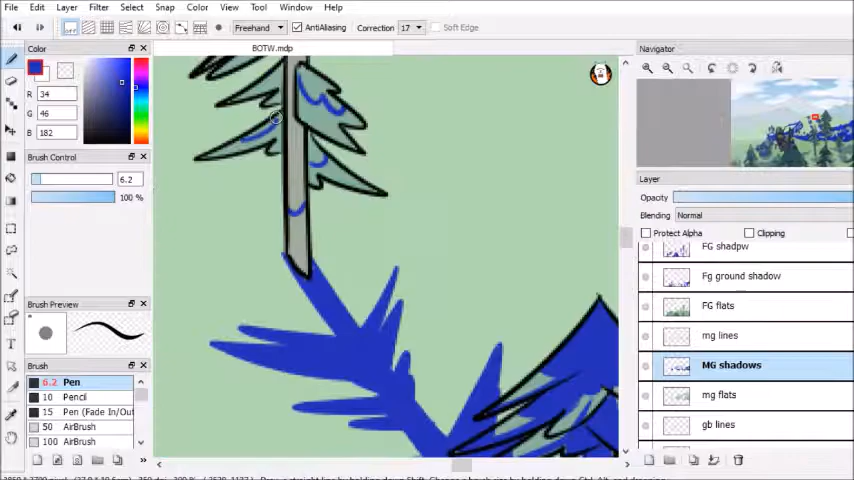 File Edit Layer Filter Select Snap Color View Tool Window Help
off Freehand AntiAliasing Correction 17 Soft Edge
BOTW.mdp
Color
R 34
G 46
B 182
Brush Control
6.2
100 %
Brush Preview
Brush
6.2 Pen
10 Pencil
15 Pen (Fade In/Out
50 AirBrush
100 AirBrush
Navigator
Layer
Opacity
Blending Normal
Protect Alpha Clipping
FG shadpw
Fg ground shadow
FG flats
mg lines
MG shadows
mg flats
gb lines